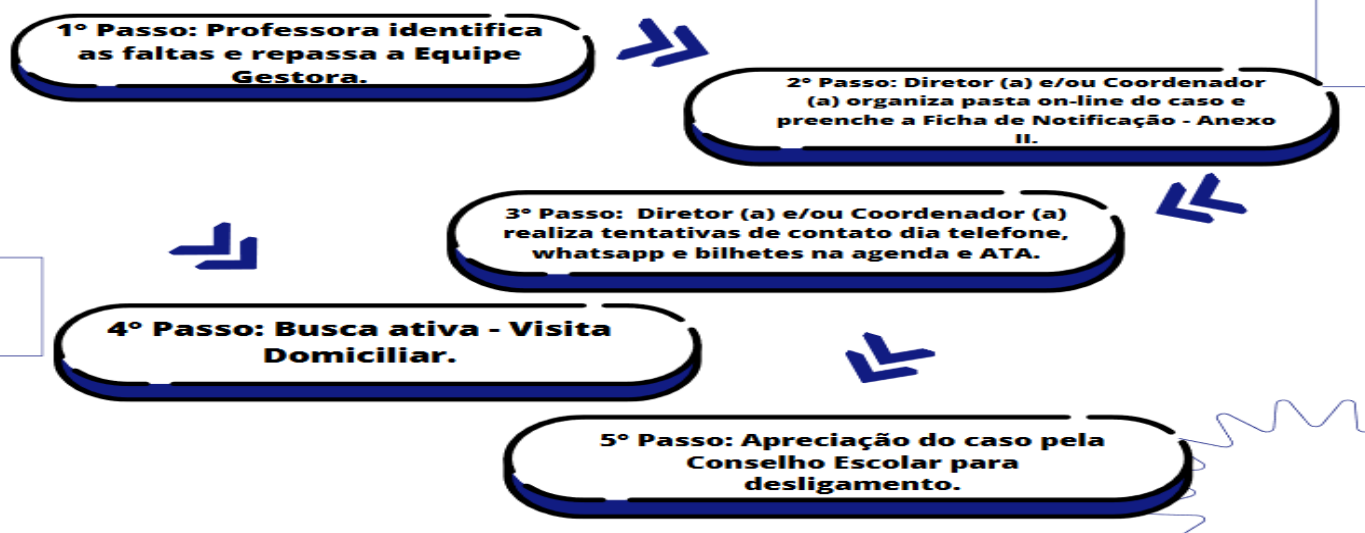 1º Passo: Professora identifica
as faltas e repassa a Equipe
Gestora.
2º Passo: Diretor (a) e/ou Coordenador
(a) organiza pasta on-line do caso e
preenche a Ficha de Notificação - Anexo
II.
3º Passo: Diretor (a) e/ou Coordenador (a)
realiza tentativas de contato dia telefone,
whatsapp e bilhetes na agenda e ATA.
4º Passo: Busca ativa - Visita
Domiciliar.
5º Passo: Apreciação do caso pela
Conselho Escolar para
desligamento.